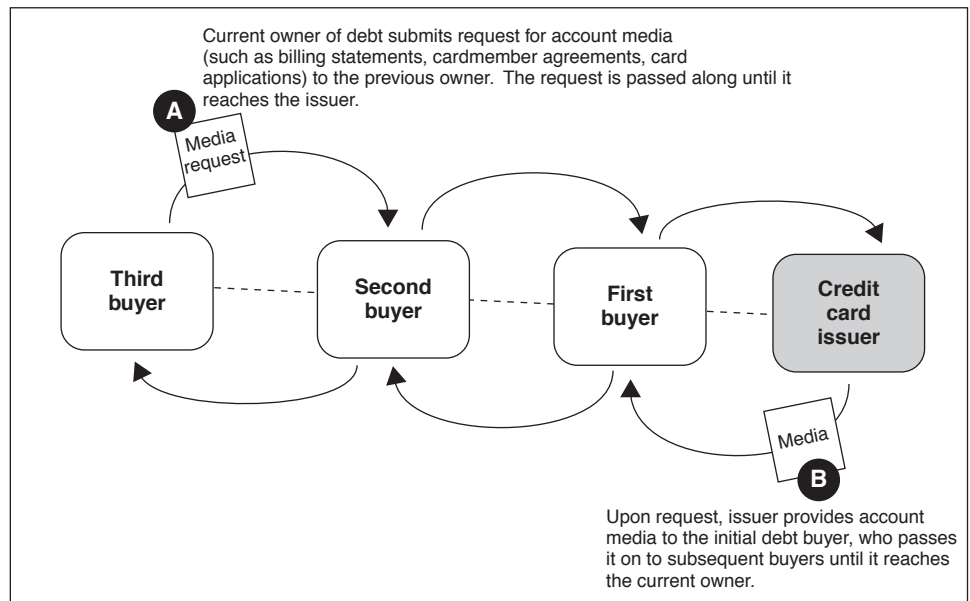 Current owner of debt submits request for account media
(such as billing statements, cardmember agreements, card
applications) to the previous owner.  The request is passed along until it
reaches the issuer.
A
Media
request
Third
buyer
Second
buyer
First
buyer
Credit
card
issuer
Media
B
Upon request, issuer provides account
media to the initial debt buyer, who passes
it on to subsequent buyers until it reaches
the current owner.